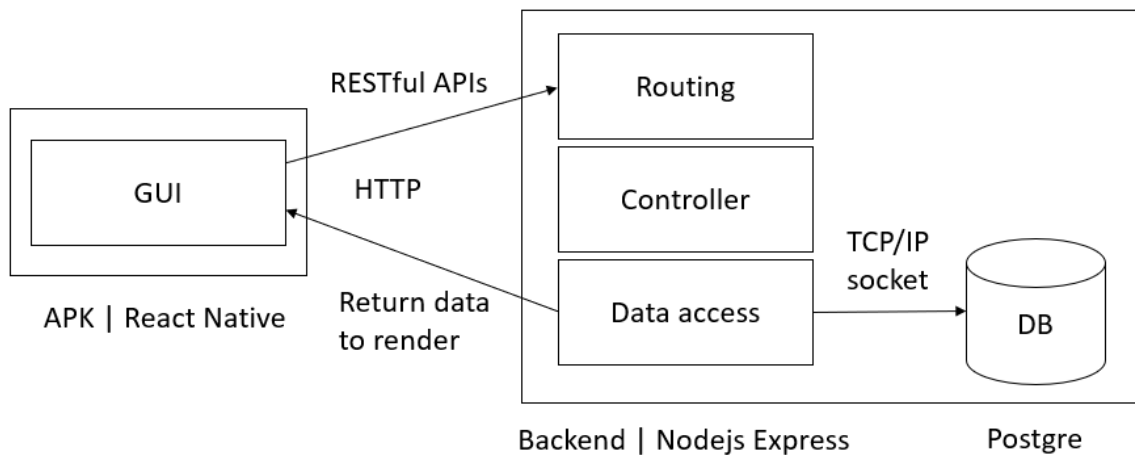 RESTful APIs
Routing
GUI
HTTP
Controller
TCP/IP
socket
Return data
to render
Data access
DB
APK | React Native
Backend | Nodejs Express
Postgre